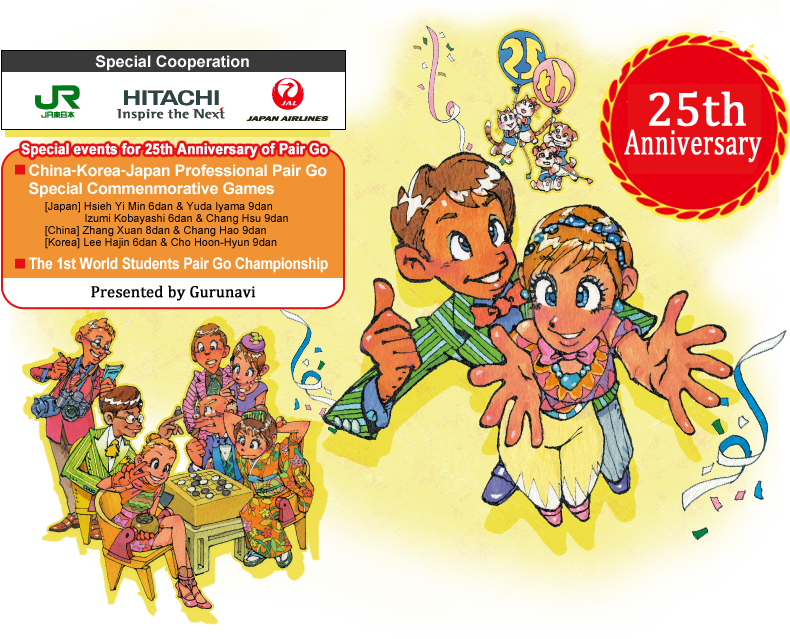 Special Cooperation
JR
JR東日本
HITACHI
Inspire the Next
JAL
JAPAN AIRLINES
Special events for 25th Anniversary of Pair Go
■ China-Korea-Japan Professional Pair Go
Special Commenmorative Games
[Japan] Hsieh Yi Min 6dan & Yuda Iyama 9dan
Izumi Kobayashi 6dan & Chang Hsu 9dan
[China] Zhang Xuan 8dan & Chang Hao 9dan
[Korea] Lee Hajin 6dan & Cho Hoon-Hyun 9dan
■ The 1st World Students Pair Go Championship
Presented by Gurunavi
25
th
25th
Anniversary